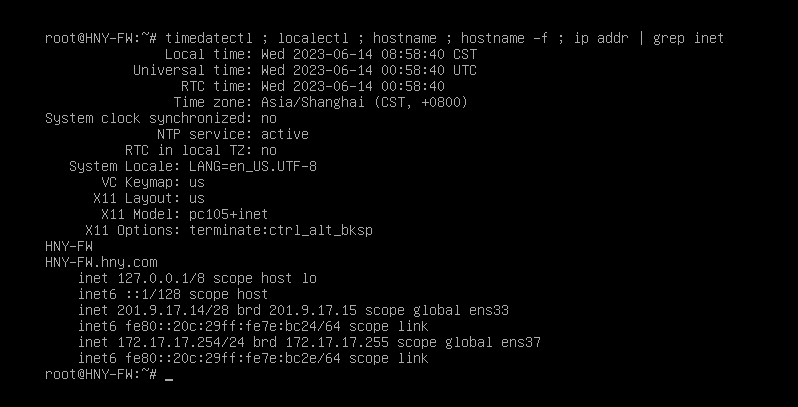 root@HNY-FW:~# timedatectl ; localectl ; hostname ; hostname -f ; ip addr | grep inet
Local time: Wed 2023-06-14 08:58:40 CST
Universal time: Wed 2023-06-14 00:58:40 UTC
RTC time: Wed 2023-06-14 00:58:40
Time zone: Asia/Shanghai (CST, +0800)
System clock synchronized: no
NTP service: active
RTC in local TZ: no
System Locale: LANG=en_US.UTF-8
VC Keymap: us
X11 Layout: us
X11 Model: pc105+inet
X11 Options: terminate:ctrl_alt_bksp
HNY-FW
HNY-FW.hny.com
inet 127.0.0.1/8 scope host lo
inet6 ::1/128 scope host
inet 201.9.17.14/28 brd 201.9.17.15 scope global ens33
inet6 fe80::20c:29ff:fe7e:bc24/64 scope link
inet 172.17.17.254/24 brd 172.17.17.255 scope global ens37
inet6 fe80::20c:29ff:fe7e:bc2e/64 scope link
root@HNY-FW:~# _